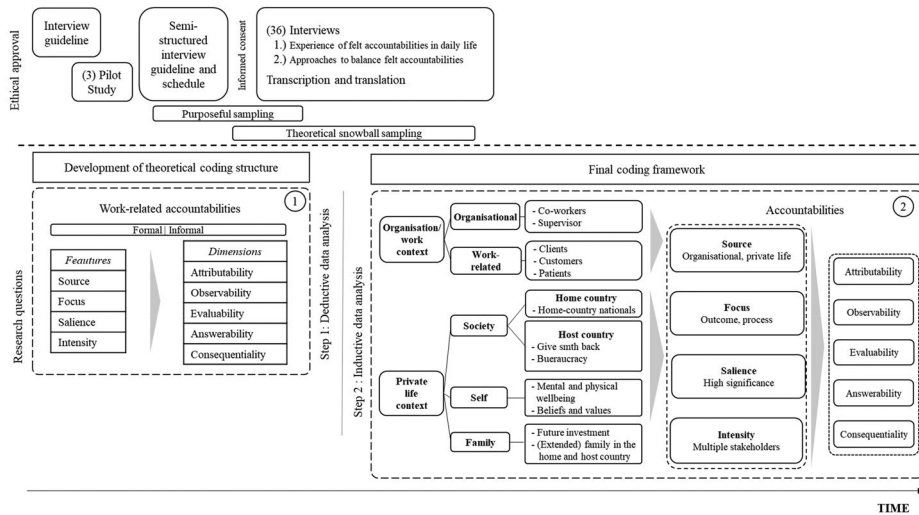 Ethical approval
Interview
guideline
(3) Pilot
Study
Semi-
structured
interview
guideline and
schedule
Informed consent
(36) Interviews
1.) Experience of felt accountabilities in daily life
2.) Approaches to balance felt accountabilities
Transcription and translation
Purposeful sampling
Theoretical snowball sampling
Research questions
Development of theoretical coding structure
Work-related accountabilities
1
Formal | Informal
Feautures
Source
Focus
Salience
Intensity
Dimensions
Attributability
Observability
Evaluability
Answerability
Consequentiality
Step 1: Deductive data analysis
Step 2 : Inductive data analysis
Final coding framework
Organisation/
work
context
Organisational
- Co-workers
- Supervisor
Work-
related
- Clients
- Customers
- Patients
Private
life
context
Society
Home country
- Home-country nationals
Host country
- Give smth back
- Bueraucracy
Self
- Mental and physical
wellbeing
- Beliefs and values
Family
- Future investment
- (Extended) family in the
home and host country
Accountabilities
2
Source
Organisational, private life
Focus
Outcome, process
Salience
High significance
Intensity
Multiple stakeholders
Attributability
Observability
Evaluability
Answerability
Consequentiality
TIME